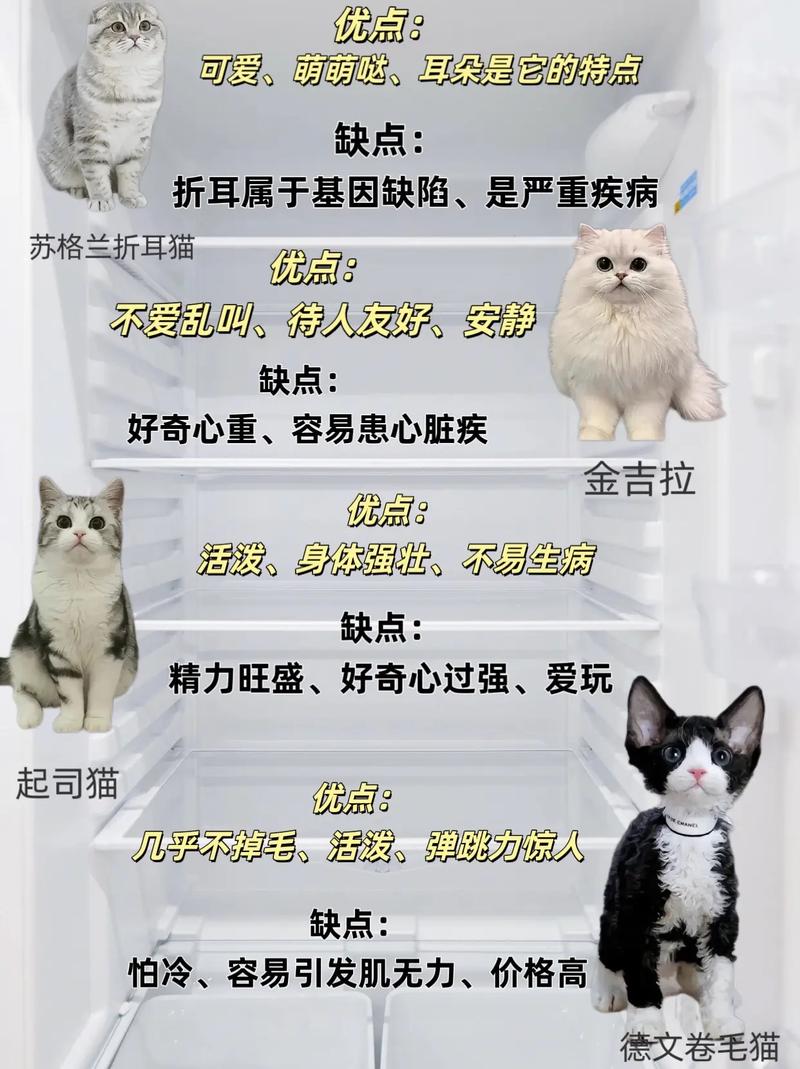 优点：
可爱、萌萌哒、耳朵是它的特点
缺点：
折耳属于基因缺陷、是严重疾病
苏格兰折耳猫
优点：
不爱乱叫、待人友好、安静
缺点：
好奇心重、容易患心脏疾
金吉拉
优点：
活泼、身体强壮、不易生病
缺点：
精力旺盛、好奇心过强、爱玩
起司猫
优点：
几乎不掉毛、活泼、弹跳力惊人
缺点：
怕冷、容易引发肌无力、价格高
德文卷毛猫